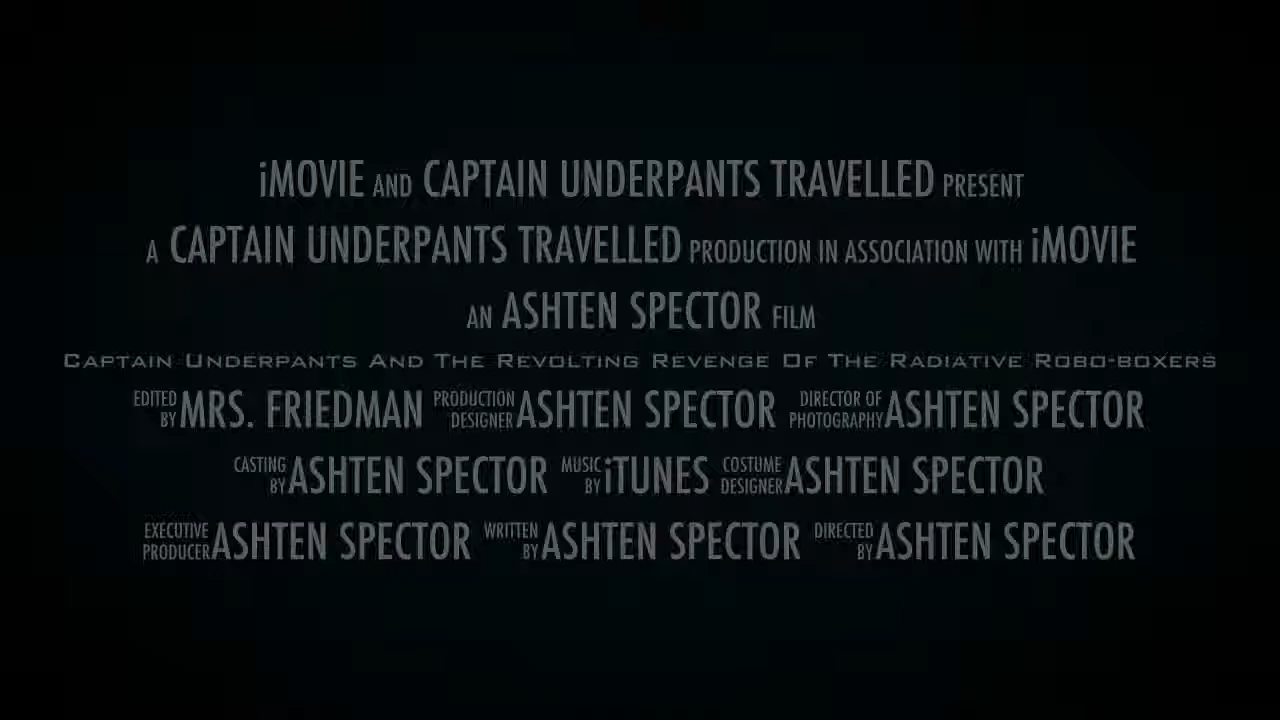 iMOVIE AND CAPTAIN UNDERPANTS TRAVELLED PRESENT
A CAPTAIN UNDERPANTS TRAVELLED PRODUCTION IN ASSOCIATION WITH iMOVIE
AN ASHTEN SPECTOR FILM
CAPTAIN UNDERPANTS AND THE REVOLTING REVENGE OF THE RADIATIVE ROBO-BOXERS
EDITED BY MRS. FRIEDMAN PRODUCTION DESIGNER ASHTEN SPECTOR DIRECTOR OF PHOTOGRAPHY ASHTEN SPECTOR
CASTING BY ASHTEN SPECTOR MUSIC BY iTUNES COSTUME DESIGNER ASHTEN SPECTOR
EXECUTIVE PRODUCER ASHTEN SPECTOR WRITTEN BY ASHTEN SPECTOR DIRECTED BY ASHTEN SPECTOR